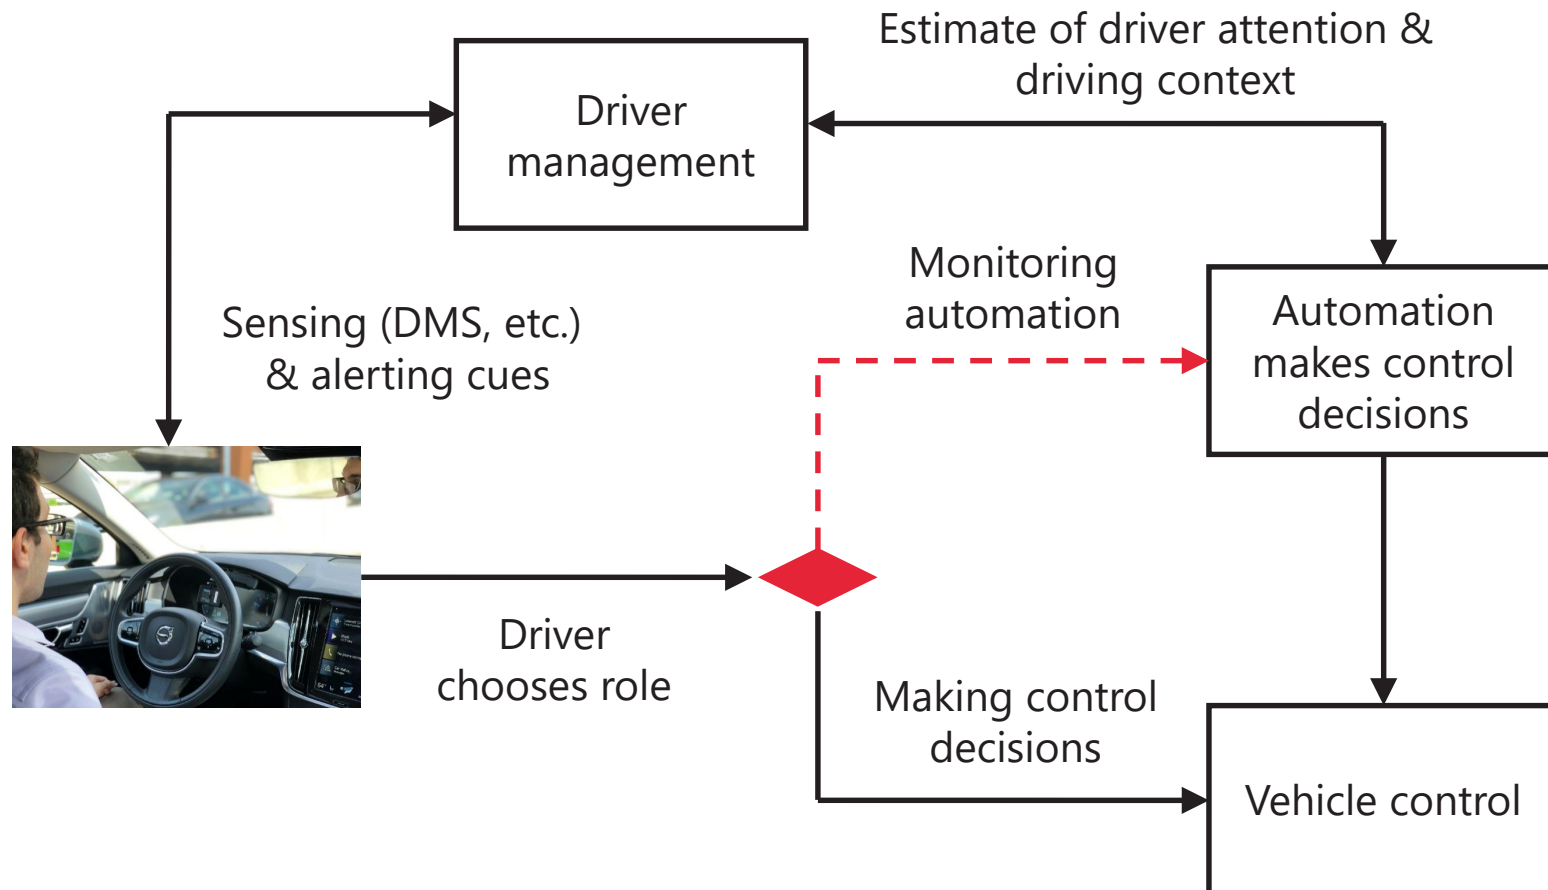 Estimate of driver attention &
driving context
Driver
management
Monitoring
automation
Automation
makes control
decisions
Sensing (DMS, etc.)
& alerting cues
Driver
chooses role
Making control
decisions
Vehicle control